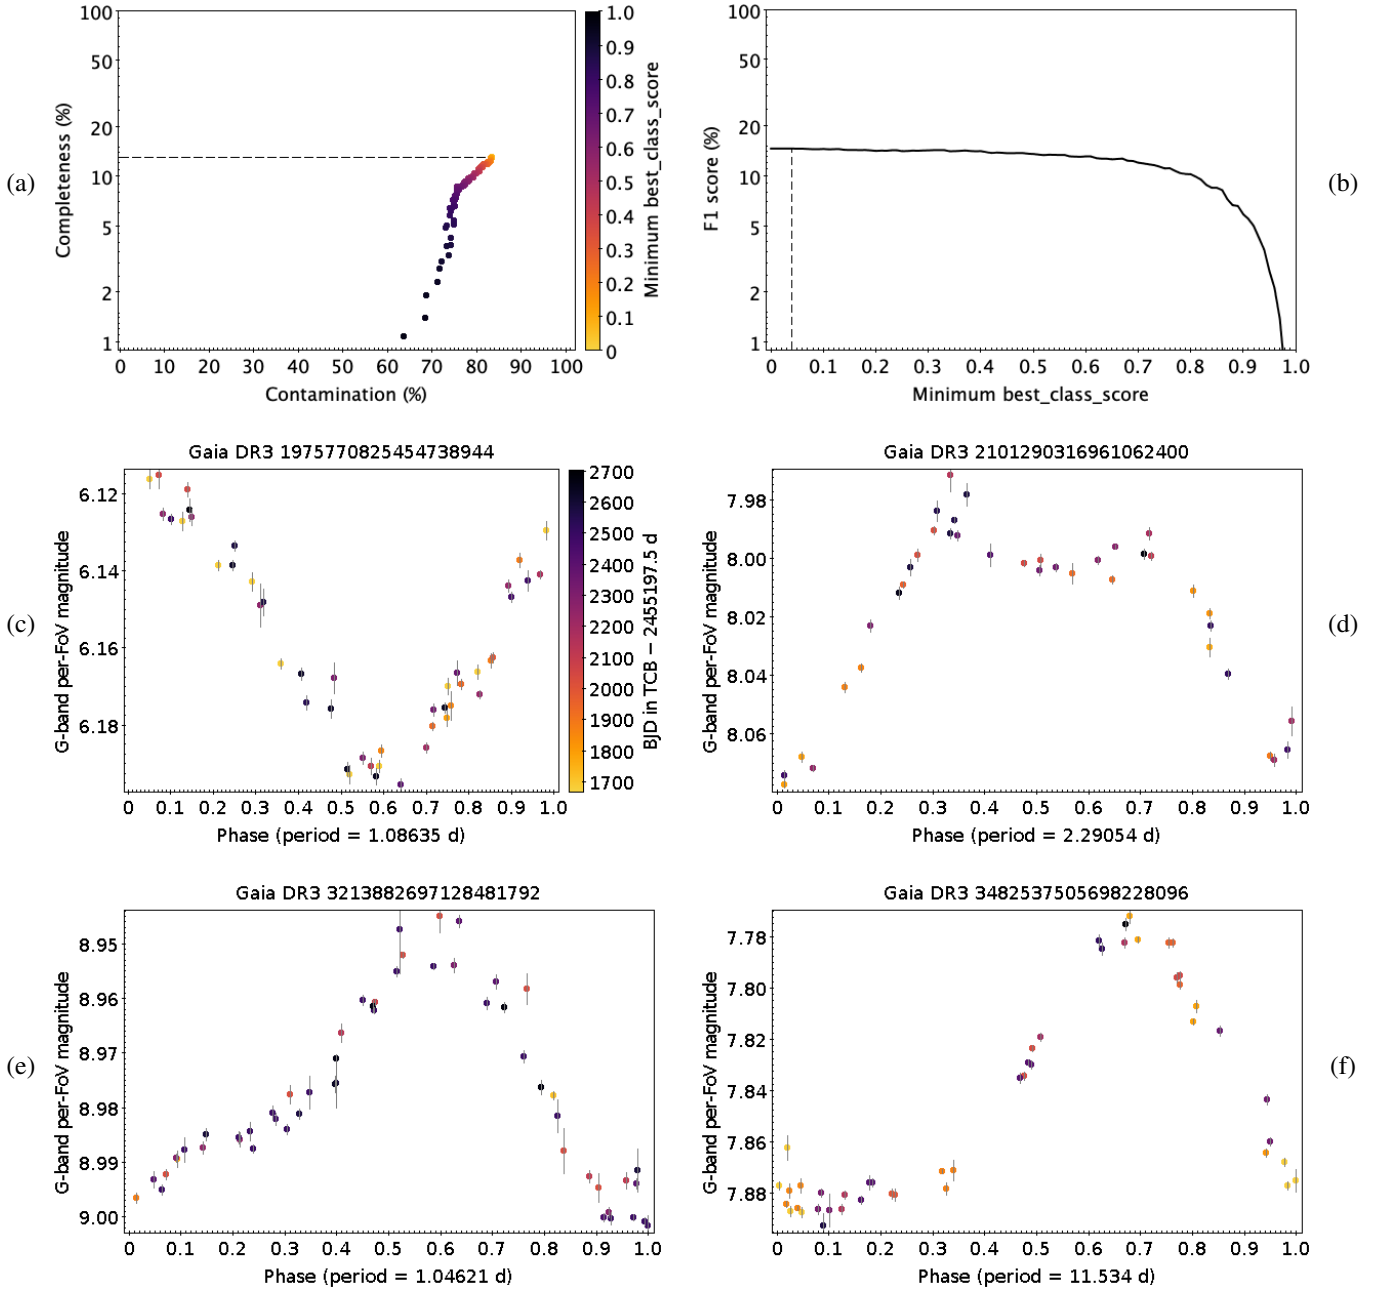 (a)
Completeness (%)
100
50
20
10
5
2
1
0 10 20 30 40 50 60 70 80 90 100
Contamination (%)
1.0
0.9
0.8
0.7
0.6
0.5
0.4
0.3
0.2
0.1
0
Minimum best_class_score
F1 score (%)
100
50
20
10
5
2
1
0 0.1 0.2 0.3 0.4 0.5 0.6 0.7 0.8 0.9 1.0
Minimum best_class_score
(b)
(c)
Gaia DR3 1975770825454738944
G-band per-FoV magnitude
6.12
6.14
6.16
6.18
0 0.1 0.2 0.3 0.4 0.5 0.6 0.7 0.8 0.9 1.0
Phase (period = 1.08635 d)
2700
2600
2500
2400
2300
2200
2100
2000
1900
1800
1700
BJD in TCB − 2455197.5 d
Gaia DR3 2101290316961062400
G-band per-FoV magnitude
7.98
8.00
8.02
8.04
8.06
0 0.1 0.2 0.3 0.4 0.5 0.6 0.7 0.8 0.9 1.0
Phase (period = 2.29054 d)
(d)
(e)
Gaia DR3 3213882697128481792
G-band per-FoV magnitude
8.95
8.96
8.97
8.98
8.99
9.00
0 0.1 0.2 0.3 0.4 0.5 0.6 0.7 0.8 0.9 1.0
Phase (period = 1.04621 d)
Gaia DR3 3482537505698228096
G-band per-FoV magnitude
7.78
7.80
7.82
7.84
7.86
7.88
0 0.1 0.2 0.3 0.4 0.5 0.6 0.7 0.8 0.9 1.0
Phase (period = 11.534 d)
(f)